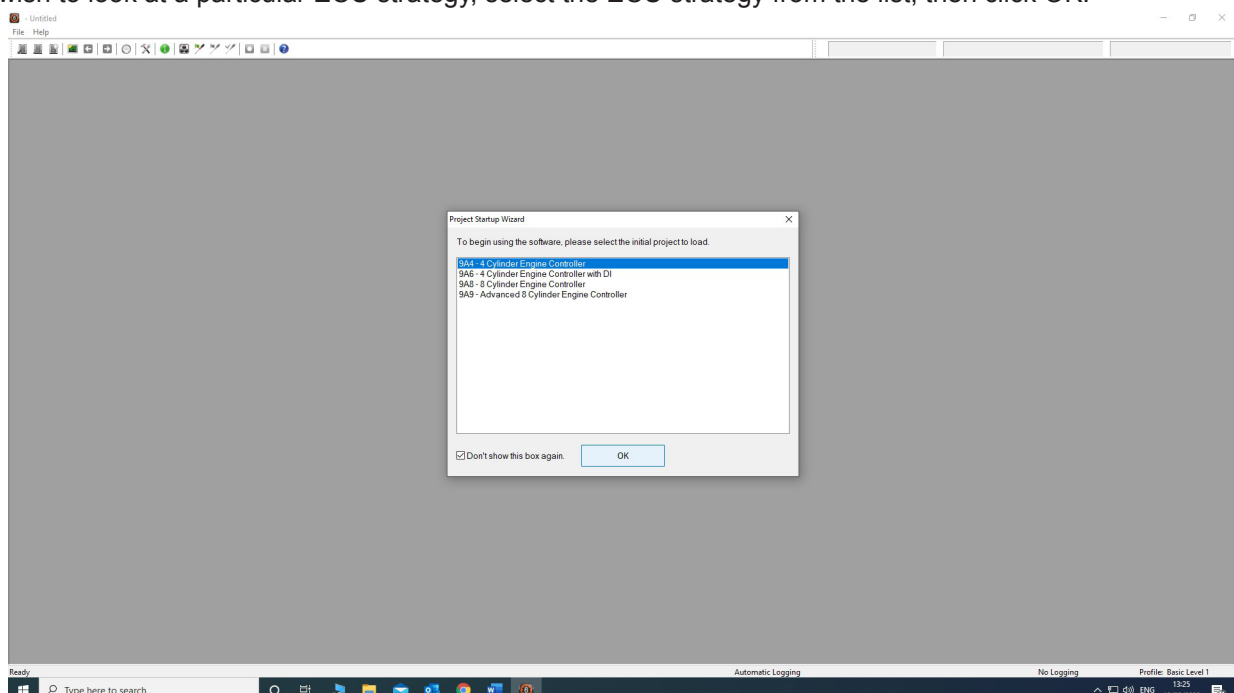 wish to look at a particular ECU strategy, select the ECU strategy from the list, then click OK.
- Untitled
File Help
Project Startup Wizard
To begin using the software, please select the initial project to load.
9A4 - 4 Cylinder Engine Controller
9A6 - 4 Cylinder Engine Controller with DI
9A8 - 8 Cylinder Engine Controller
9A9 - Advanced 8 Cylinder Engine Controller
Don't show this box again. OK
Ready Automatic Logging No Logging Profile: Basic Level 1
Type here to search ENG 13:25